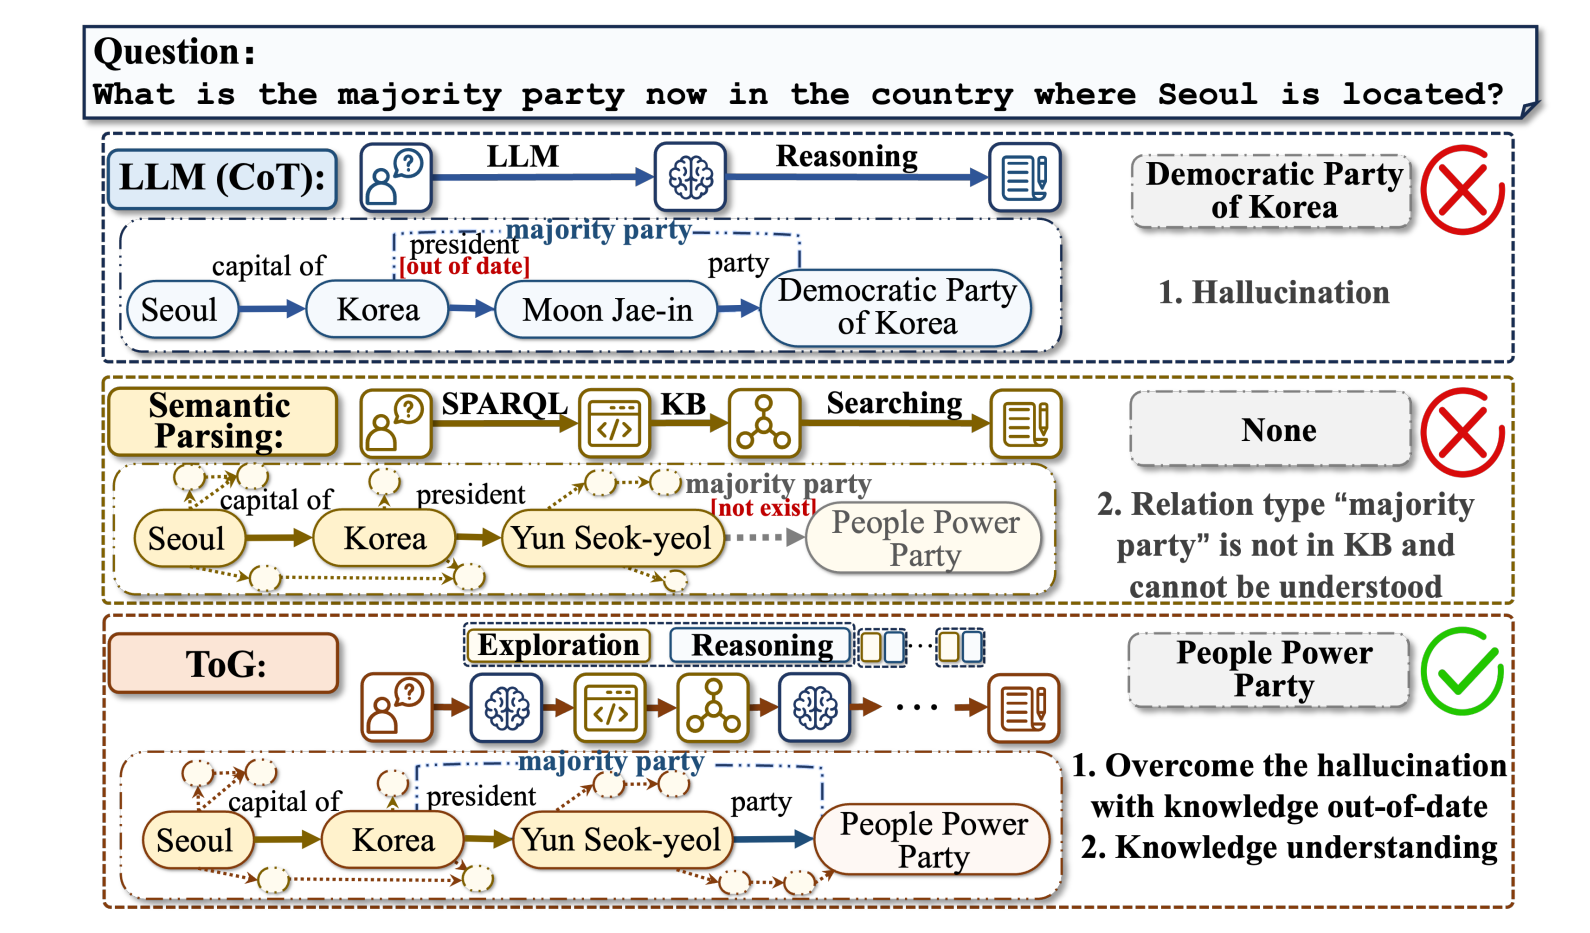 Question:
What is the majority party now in the country where Seoul is located?
LLM (CoT):
LLM
Reasoning
Democratic Party
of Korea
majority party
president
[out of date]
capital of
party
Seoul
Korea
Moon Jae-in
Democratic Party
of Korea
1. Hallucination
Semantic
Parsing:
SPARQL
KB
Searching
None
capital of
president
majority party
[not exist]
Seoul
Korea
Yun Seok-yeol
People Power
Party
2. Relation type “majority
party” is not in KB and
cannot be understood
ToG:
Exploration
Reasoning
...
...
People Power
Party
majority party
capital of
president
party
Seoul
Korea
Yun Seok-yeol
People Power
Party
1. Overcome the hallucination
with knowledge out-of-date
2. Knowledge understanding